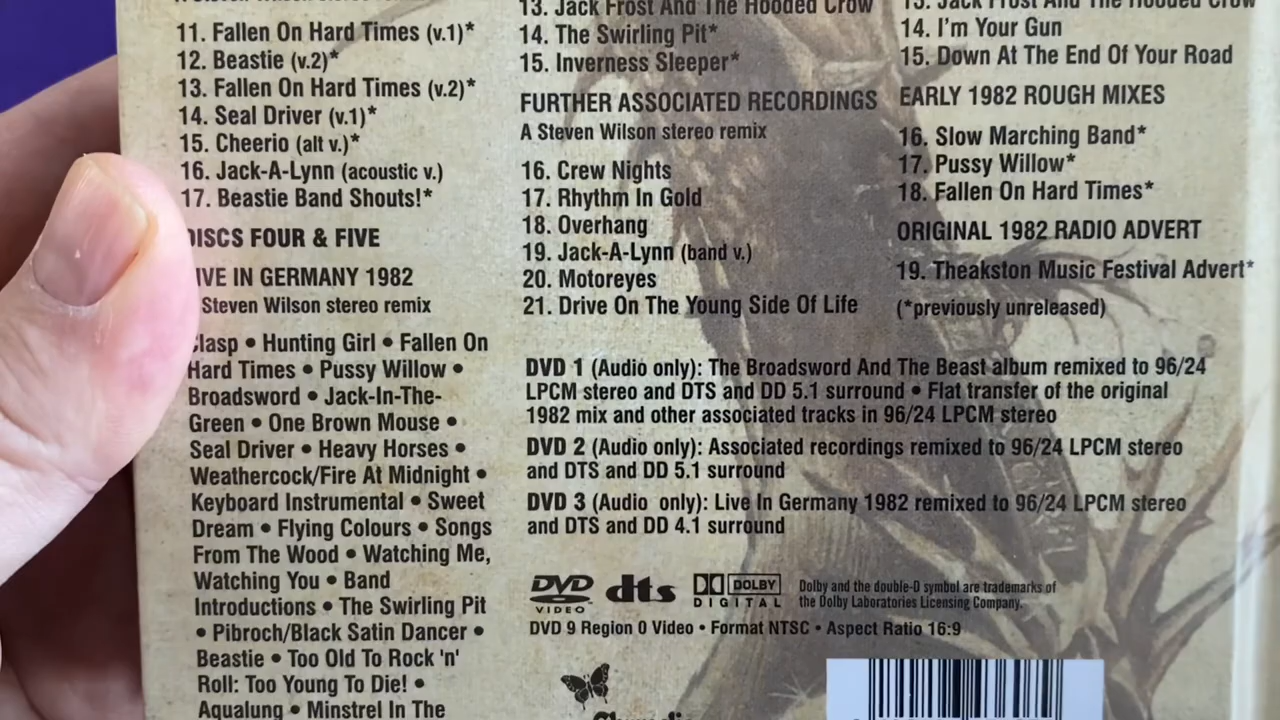 11. Fallen On Hard Times (v.1)*
12. Beastie (v.2)*
13. Fallen On Hard Times (v.2)*
14. Seal Driver (v.1)*
15. Cheerio (alt v.)*
16. Jack-A-Lynn (acoustic v.)
17. Beastie Band Shouts!*
DISCS FOUR & FIVE
LIVE IN GERMANY 1982
Steven Wilson stereo remix
Clasp • Hunting Girl • Fallen On
Hard Times • Pussy Willow •
Broadsword • Jack-In-The-
Green • One Brown Mouse •
Seal Driver • Heavy Horses •
Weathercock/Fire At Midnight •
Keyboard Instrumental • Sweet
Dream • Flying Colours • Songs
From The Wood • Watching Me,
Watching You • Band
Introductions • The Swirling Pit
• Pibroch/Black Satin Dancer •
Beastie • Too Old To Rock 'n'
Roll: Too Young To Die! •
Aqualung • Minstrel In The
13. Jack Frost And The Hooded Crow
14. The Swirling Pit*
15. Inverness Sleeper*
FURTHER ASSOCIATED RECORDINGS
A Steven Wilson stereo remix
16. Crew Nights
17. Rhythm In Gold
18. Overhang
19. Jack-A-Lynn (band v.)
20. Motoreyes
21. Drive On The Young Side Of Life
13. Jack Frost And The Hooded Crow
14. I'm Your Gun
15. Down At The End Of Your Road
EARLY 1982 ROUGH MIXES
16. Slow Marching Band*
17. Pussy Willow*
18. Fallen On Hard Times*
ORIGINAL 1982 RADIO ADVERT
19. Theakston Music Festival Advert*
(*previously unreleased)
DVD 1 (Audio only): The Broadsword And The Beast album remixed to 96/24
LPCM stereo and DTS and DD 5.1 surround • Flat transfer of the original
1982 mix and other associated tracks in 96/24 LPCM stereo
DVD 2 (Audio only): Associated recordings remixed to 96/24 LPCM stereo
and DTS and DD 5.1 surround
DVD 3 (Audio only): Live In Germany 1982 remixed to 96/24 LPCM stereo
and DTS and DD 4.1 surround
DVD VIDEO dts DOLBY DIGITAL
Dolby and the double-D symbol are trademarks of
the Dolby Laboratories Licensing Company.
DVD 9 Region 0 Video • Format NTSC • Aspect Ratio 16:9